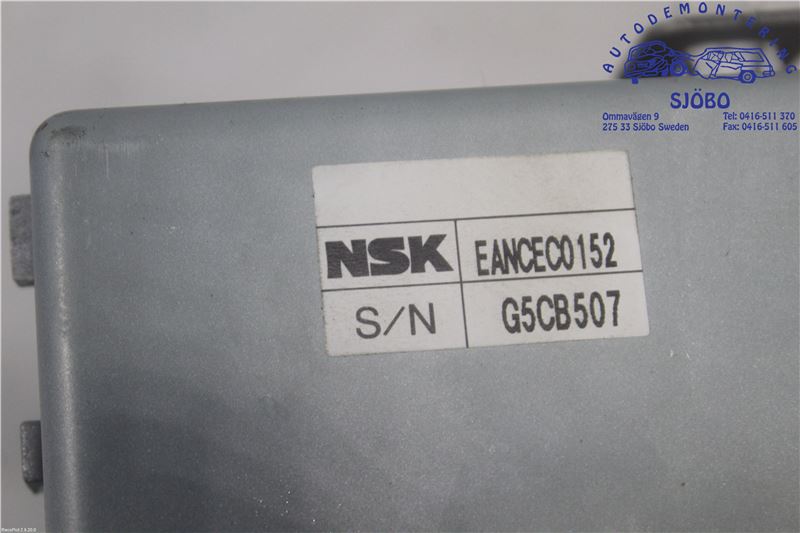 AUTODEMONTERING
SJÖBO
Ommavägen 9 Tel: 0416-511 370
275 33 Sjöbo Sweden Fax: 0416-511 605
NSK EANCEC0152
S/N G5CB507